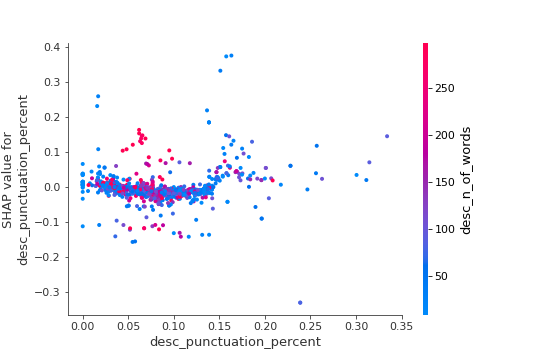 0.4
0.3
0.2
0.1
0.0
−0.1
−0.2
−0.3
SHAP value for
desc_punctuation_percent
0.00 0.05 0.10 0.15 0.20 0.25 0.30 0.35
desc_punctuation_percent
250
200
150
100
50
desc_n_of_words